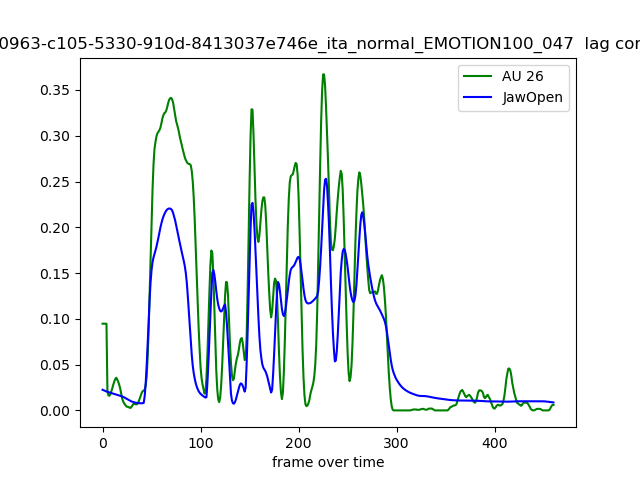 0963-c105-5330-910d-8413037e746e_ita_normal_EMOTION100_047 lag cor
AU 26
JawOpen
0.35
0.30
0.25
0.20
0.15
0.10
0.05
0.00
0 100 200 300 400
frame over time